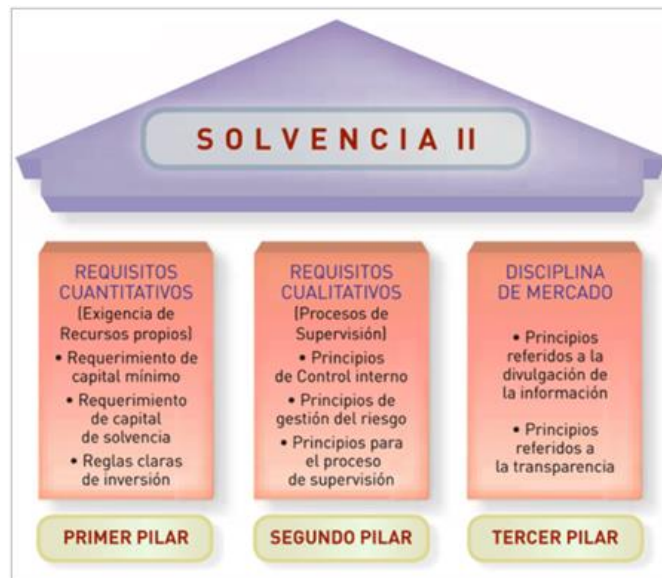 SOLVENCIA II
REQUISITOS
CUANTITATIVOS
(Exigencia de
Recursos propios)
• Requerimiento de
capital mínimo
• Requerimiento
de capital
de solvencia
• Reglas claras
de inversión
PRIMER PILAR
REQUISITOS
CUALITATIVOS
(Procesos de
Supervisión)
• Principios
de Control interno
• Principios de
gestión del riesgo
• Principios para
el proceso
de supervisión
SEGUNDO PILAR
DISCIPLINA
DE MERCADO
• Principios
referidos a la
divulgación de
la información
• Principios
referidos a
la transparencia
TERCER PILAR